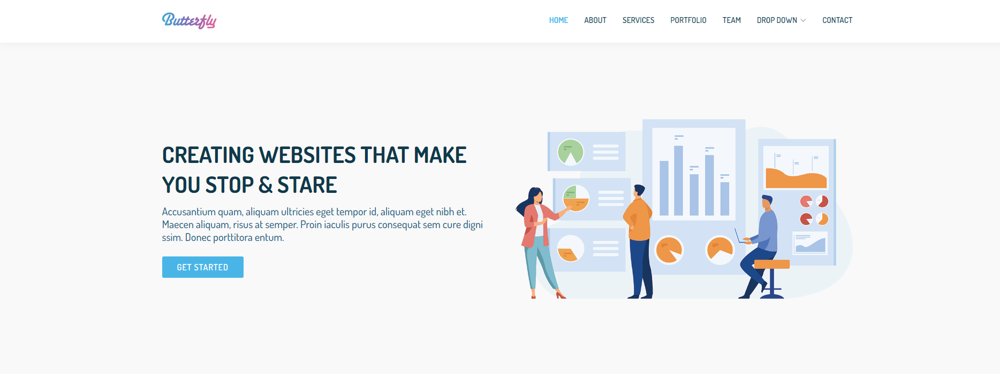 Butterfly
HOME ABOUT SERVICES PORTFOLIO TEAM DROP DOWN CONTACT
CREATING WEBSITES THAT MAKE
YOU STOP & STARE
Accusantium quam, aliquam ultricies eget tempor id, aliquam eget nibh et.
Maecen aliquam, risus at semper. Proin iaculis purus consequat sem cure digni
ssim. Donec porttitora entum.
GET STARTED